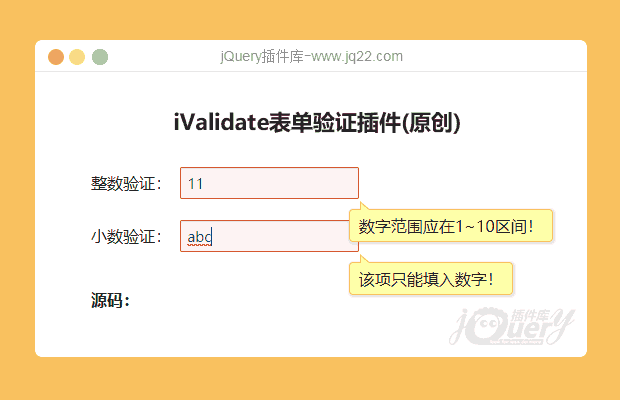 jQuery插件库-www.jq22.com
iValidate表单验证插件(原创)
整数验证： 11
数字范围应在1~10区间！
小数验证： abc
该项只能填入数字！
源码：
jQuery 插件库